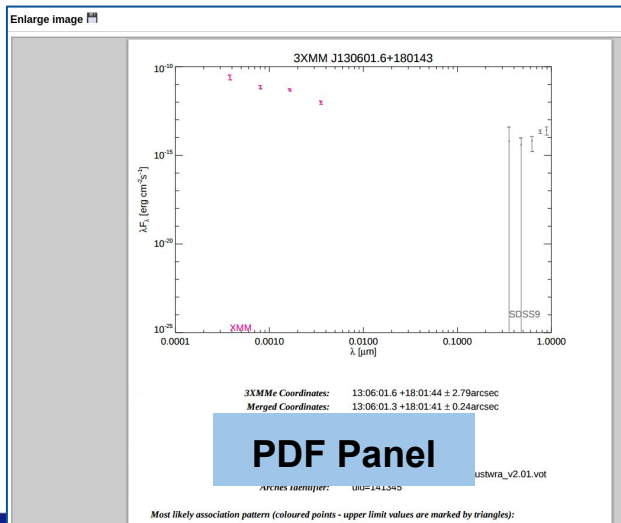 Enlarge image
3XMM J130601.6+180143
10-10
10-15
10-20
10-25
λFλ [erg cm-2s-1]
XMM
SDSS9
0.0001 0.0010 0.0100 0.1000 1.0000
λ [μm]
3XMMe Coordinates: 13:06:01.6 +18:01:44 ± 2.79arcsec
Merged Coordinates: 13:06:01.3 +18:01:41 ± 0.24arcsec
PDF Panel
ustwra_v2.01.vot
Arches Identifier: uid=141345
Most likely association pattern (coloured points - upper limit values are marked by triangles):